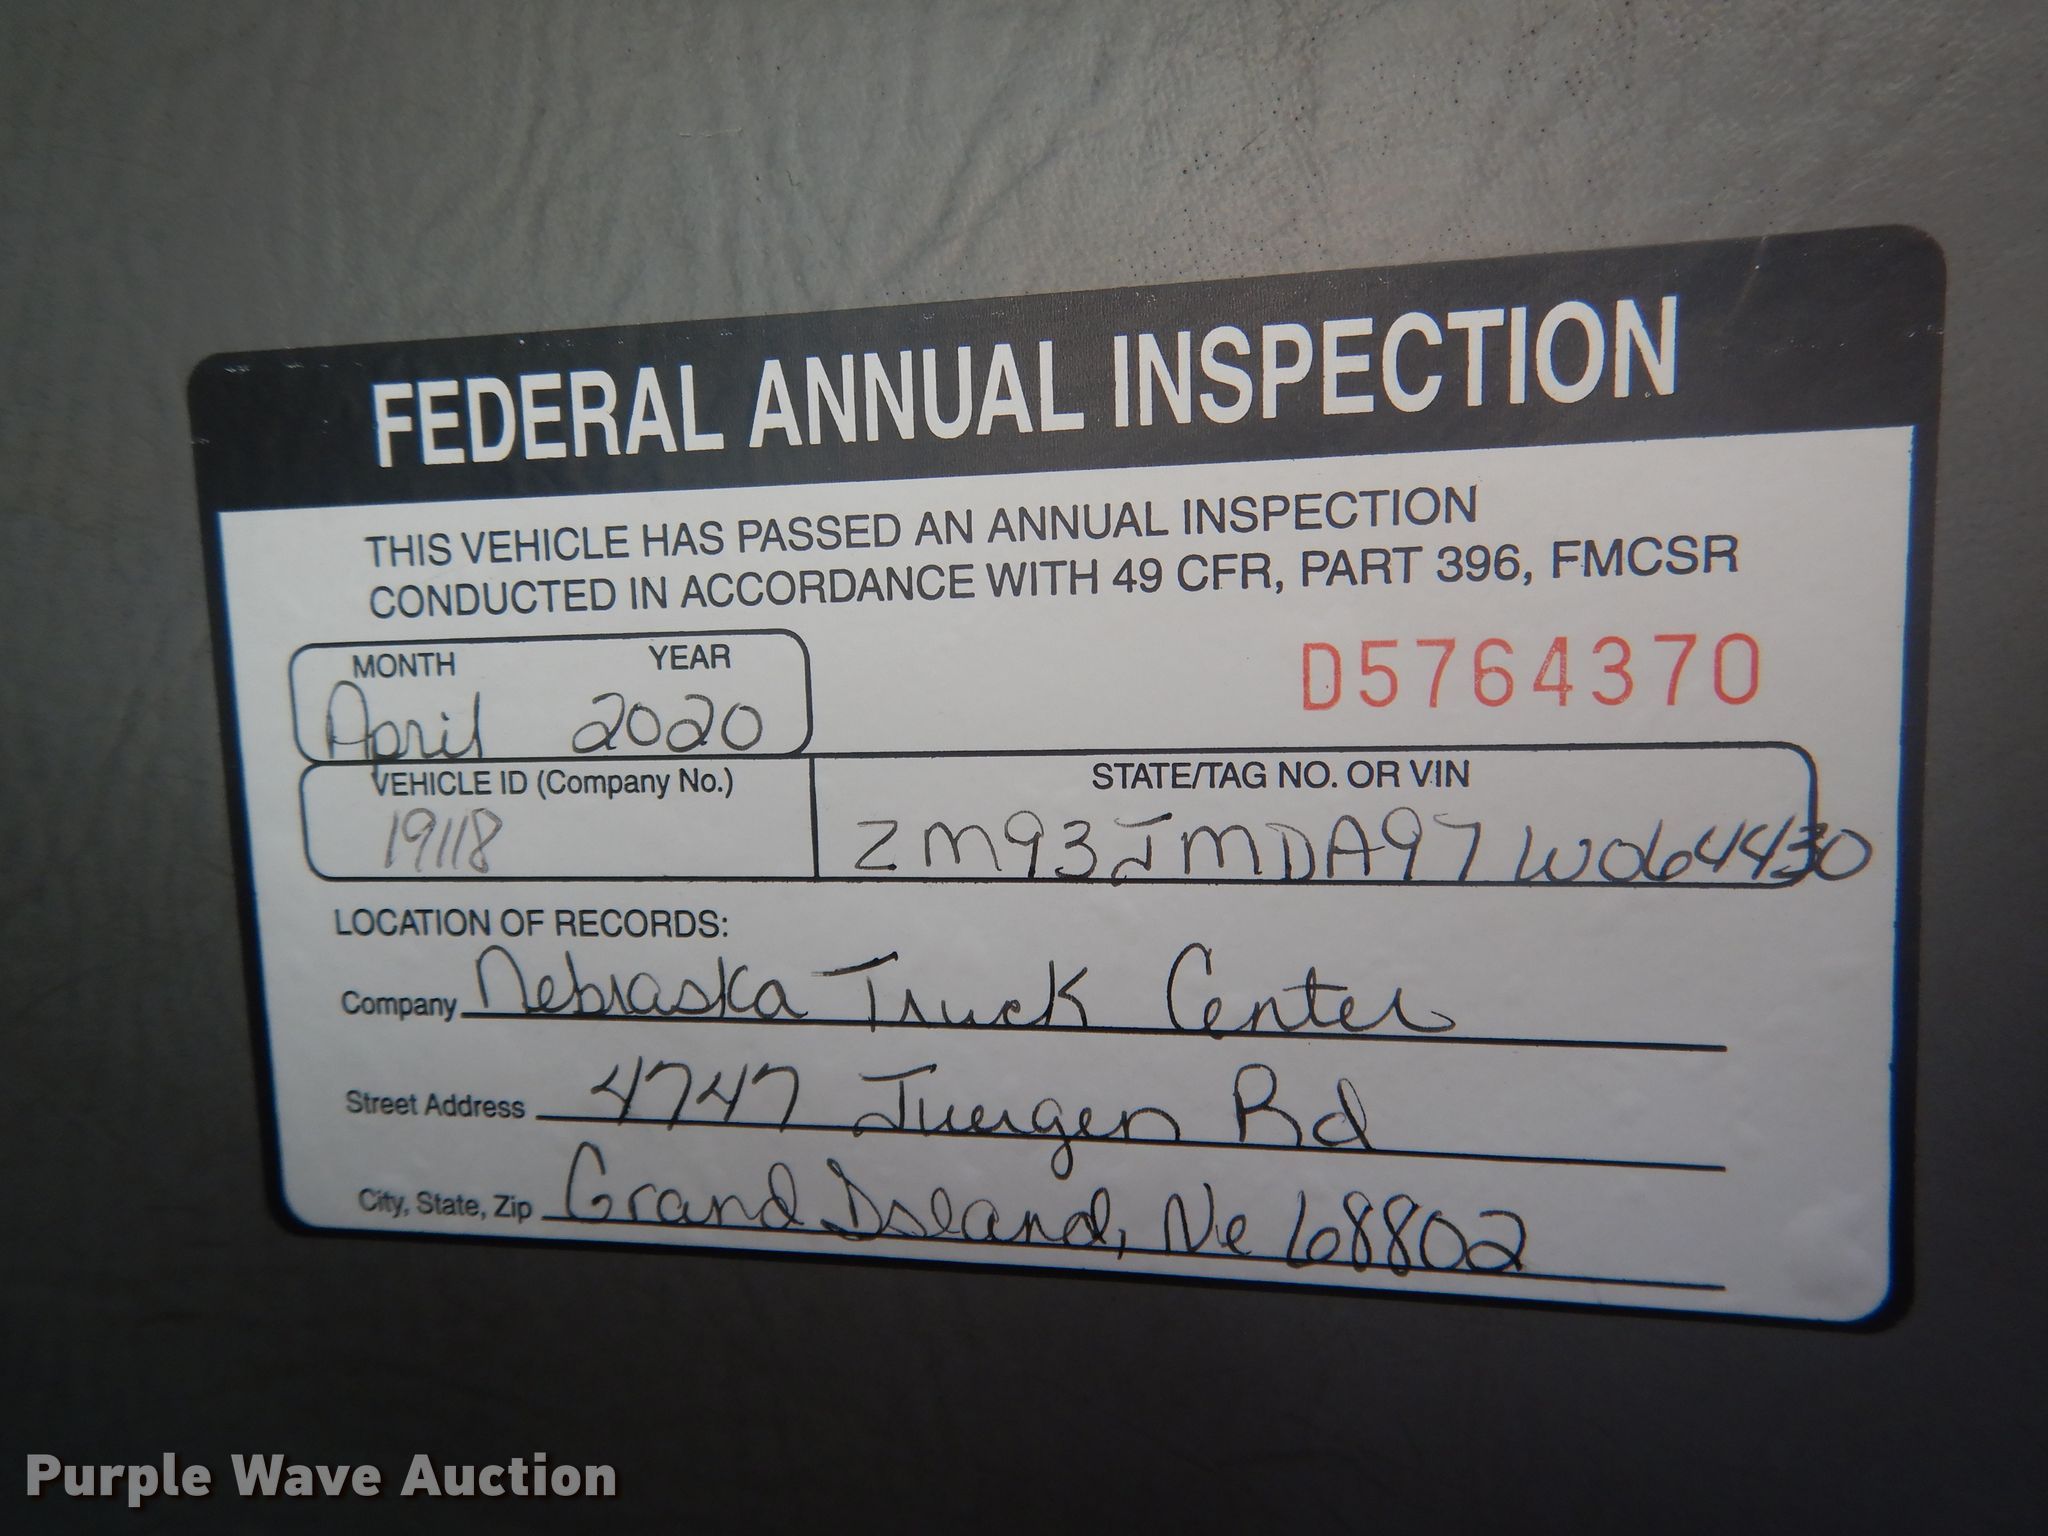 FEDERAL ANNUAL INSPECTION
THIS VEHICLE HAS PASSED AN ANNUAL INSPECTION
CONDUCTED IN ACCORDANCE WITH 49 CFR, PART 396, FMCSR
MONTH YEAR
April 2020
D5764370
VEHICLE ID (Company No.)
19118
STATE/TAG NO. OR VIN
2M93JMDA97W064430
LOCATION OF RECORDS:
Company Nebraska Truck Center
Street Address 4747 Juergen Rd
City, State, Zip Grand Island, Ne 68802
Purple Wave Auction